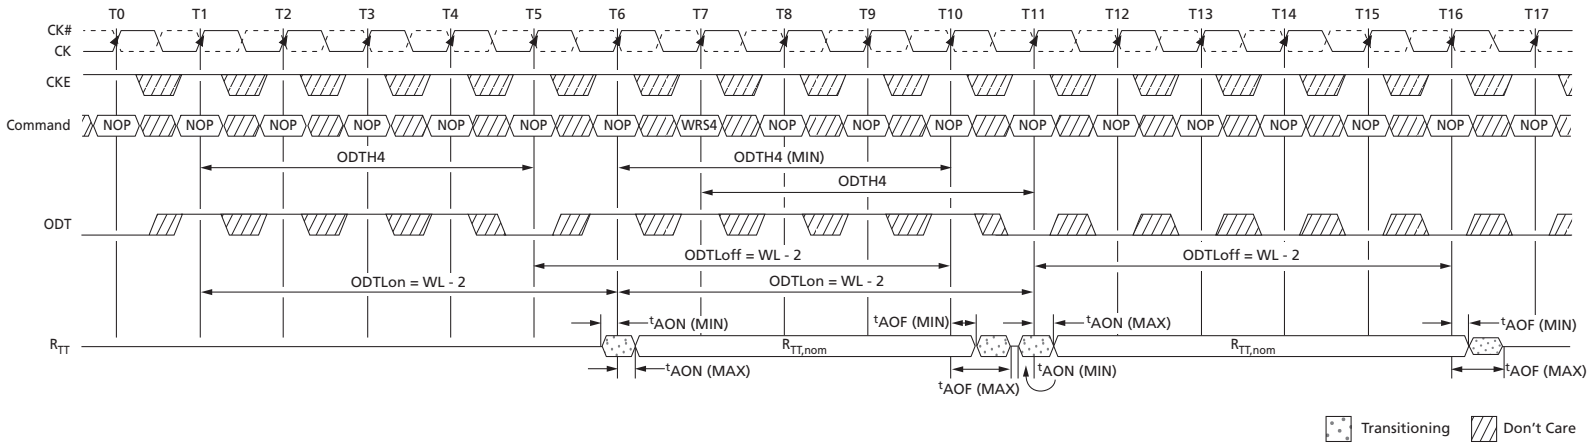 T0 T1 T2 T3 T4 T5 T6 T7 T8 T9 T10 T11 T12 T13 T14 T15 T16 T17
CK#
CK
CKE
Command NOP NOP NOP NOP NOP NOP NOP WRS4 NOP NOP NOP NOP NOP NOP NOP NOP NOP NOP
ODTH4 ODTH4 (MIN)
ODTH4
ODT
ODTLoff = WL - 2 ODTLoff = WL - 2
ODTLon = WL - 2 ODTLon = WL - 2
tAON (MIN) tAOF (MIN) tAON (MAX) tAOF (MIN)
RTT RTT,nom RTT,nom
tAON (MAX) tAON (MIN) tAOF (MAX)
tAOF (MAX)
Transitioning Don't Care